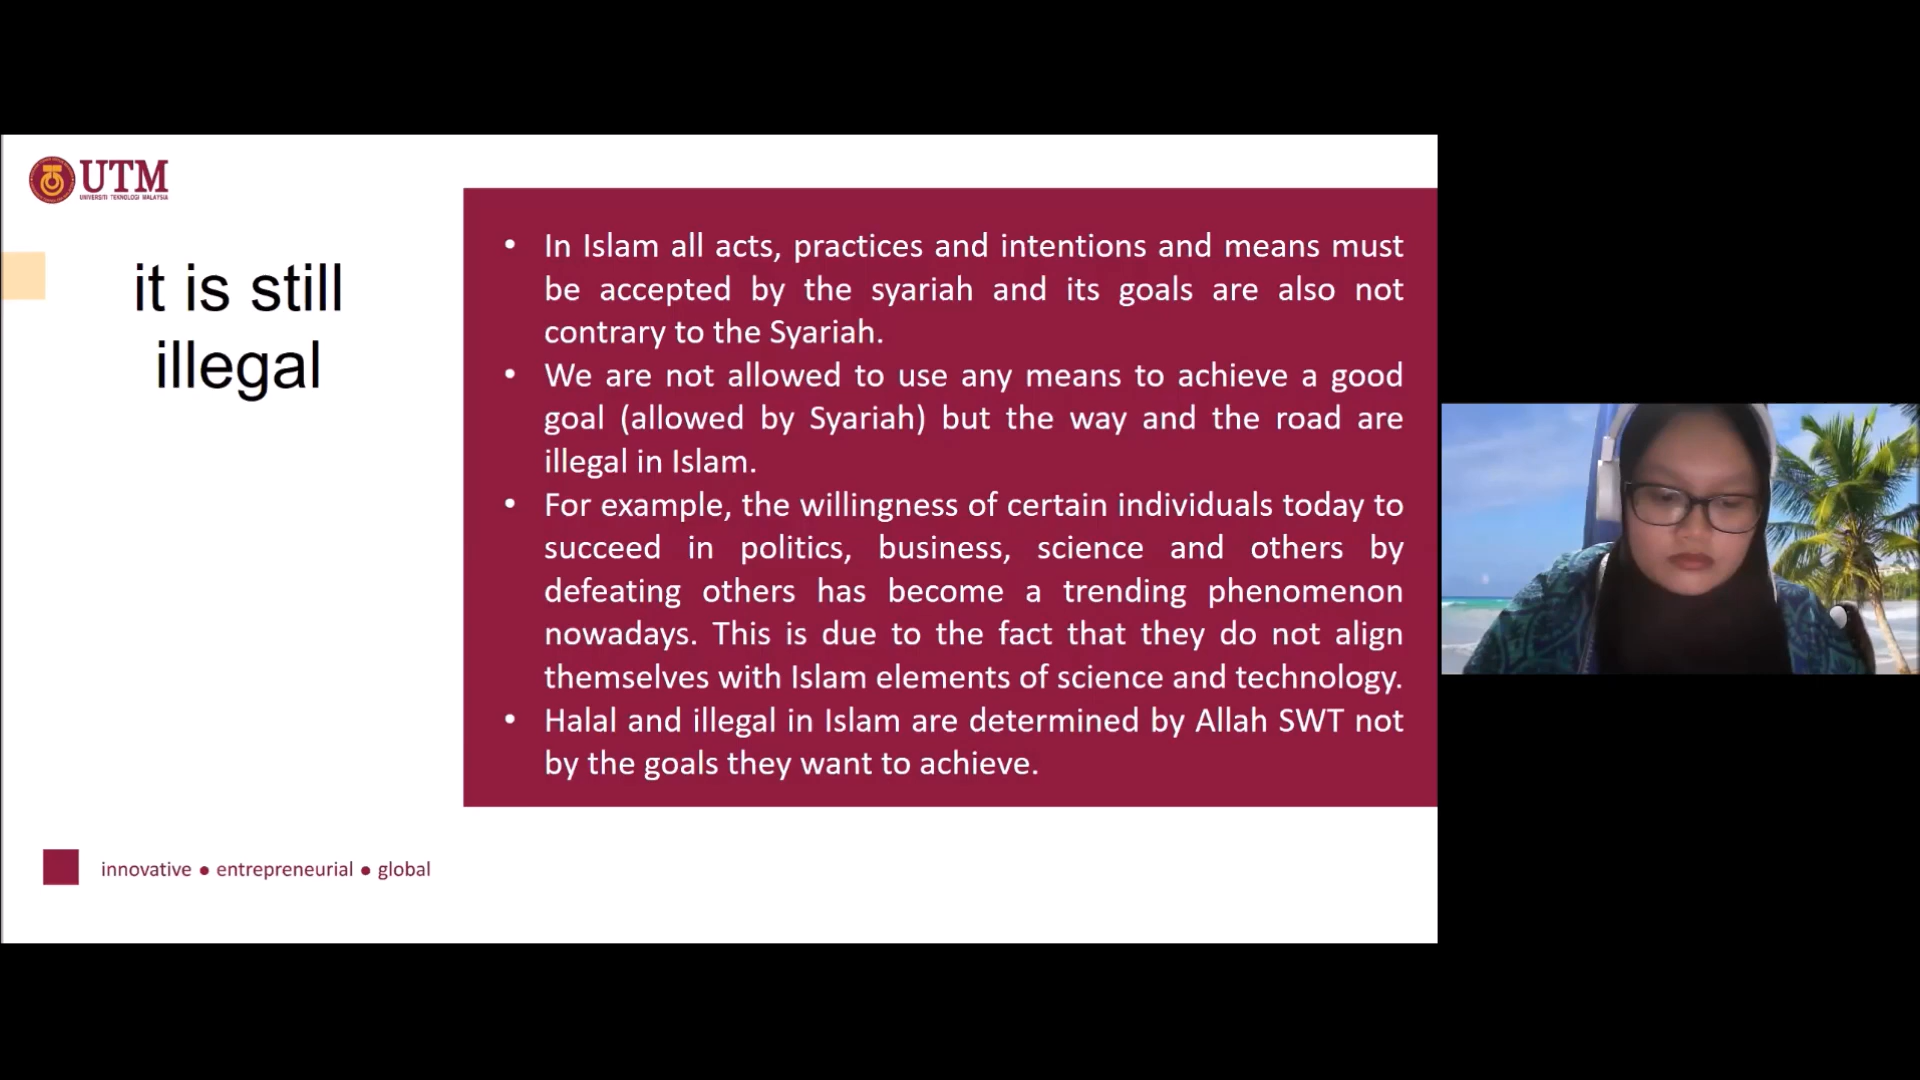 UTM
UNIVERSITI TEKNOLOGI MALAYSIA
it is still
illegal
• In Islam all acts, practices and intentions and means must
be accepted by the syariah and its goals are also not
contrary to the Syariah.
• We are not allowed to use any means to achieve a good
goal (allowed by Syariah) but the way and the road are
illegal in Islam.
• For example, the willingness of certain individuals today to
succeed in politics, business, science and others by
defeating others has become a trending phenomenon
nowadays. This is due to the fact that they do not align
themselves with Islam elements of science and technology.
• Halal and illegal in Islam are determined by Allah SWT not
by the goals they want to achieve.
innovative ● entrepreneurial ● global